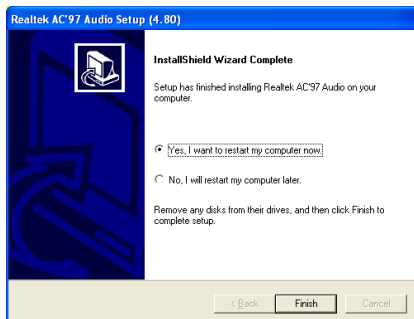 Realtek AC'97 Audio Setup (4.80)
InstallShield Wizard Complete
Setup has finished installing Realtek AC'97 Audio on your
computer.
Yes, I want to restart my computer now.
No, I will restart my computer later.
Remove any disks from their drives, and then click Finish to
complete setup.
< Back
Finish
Cancel